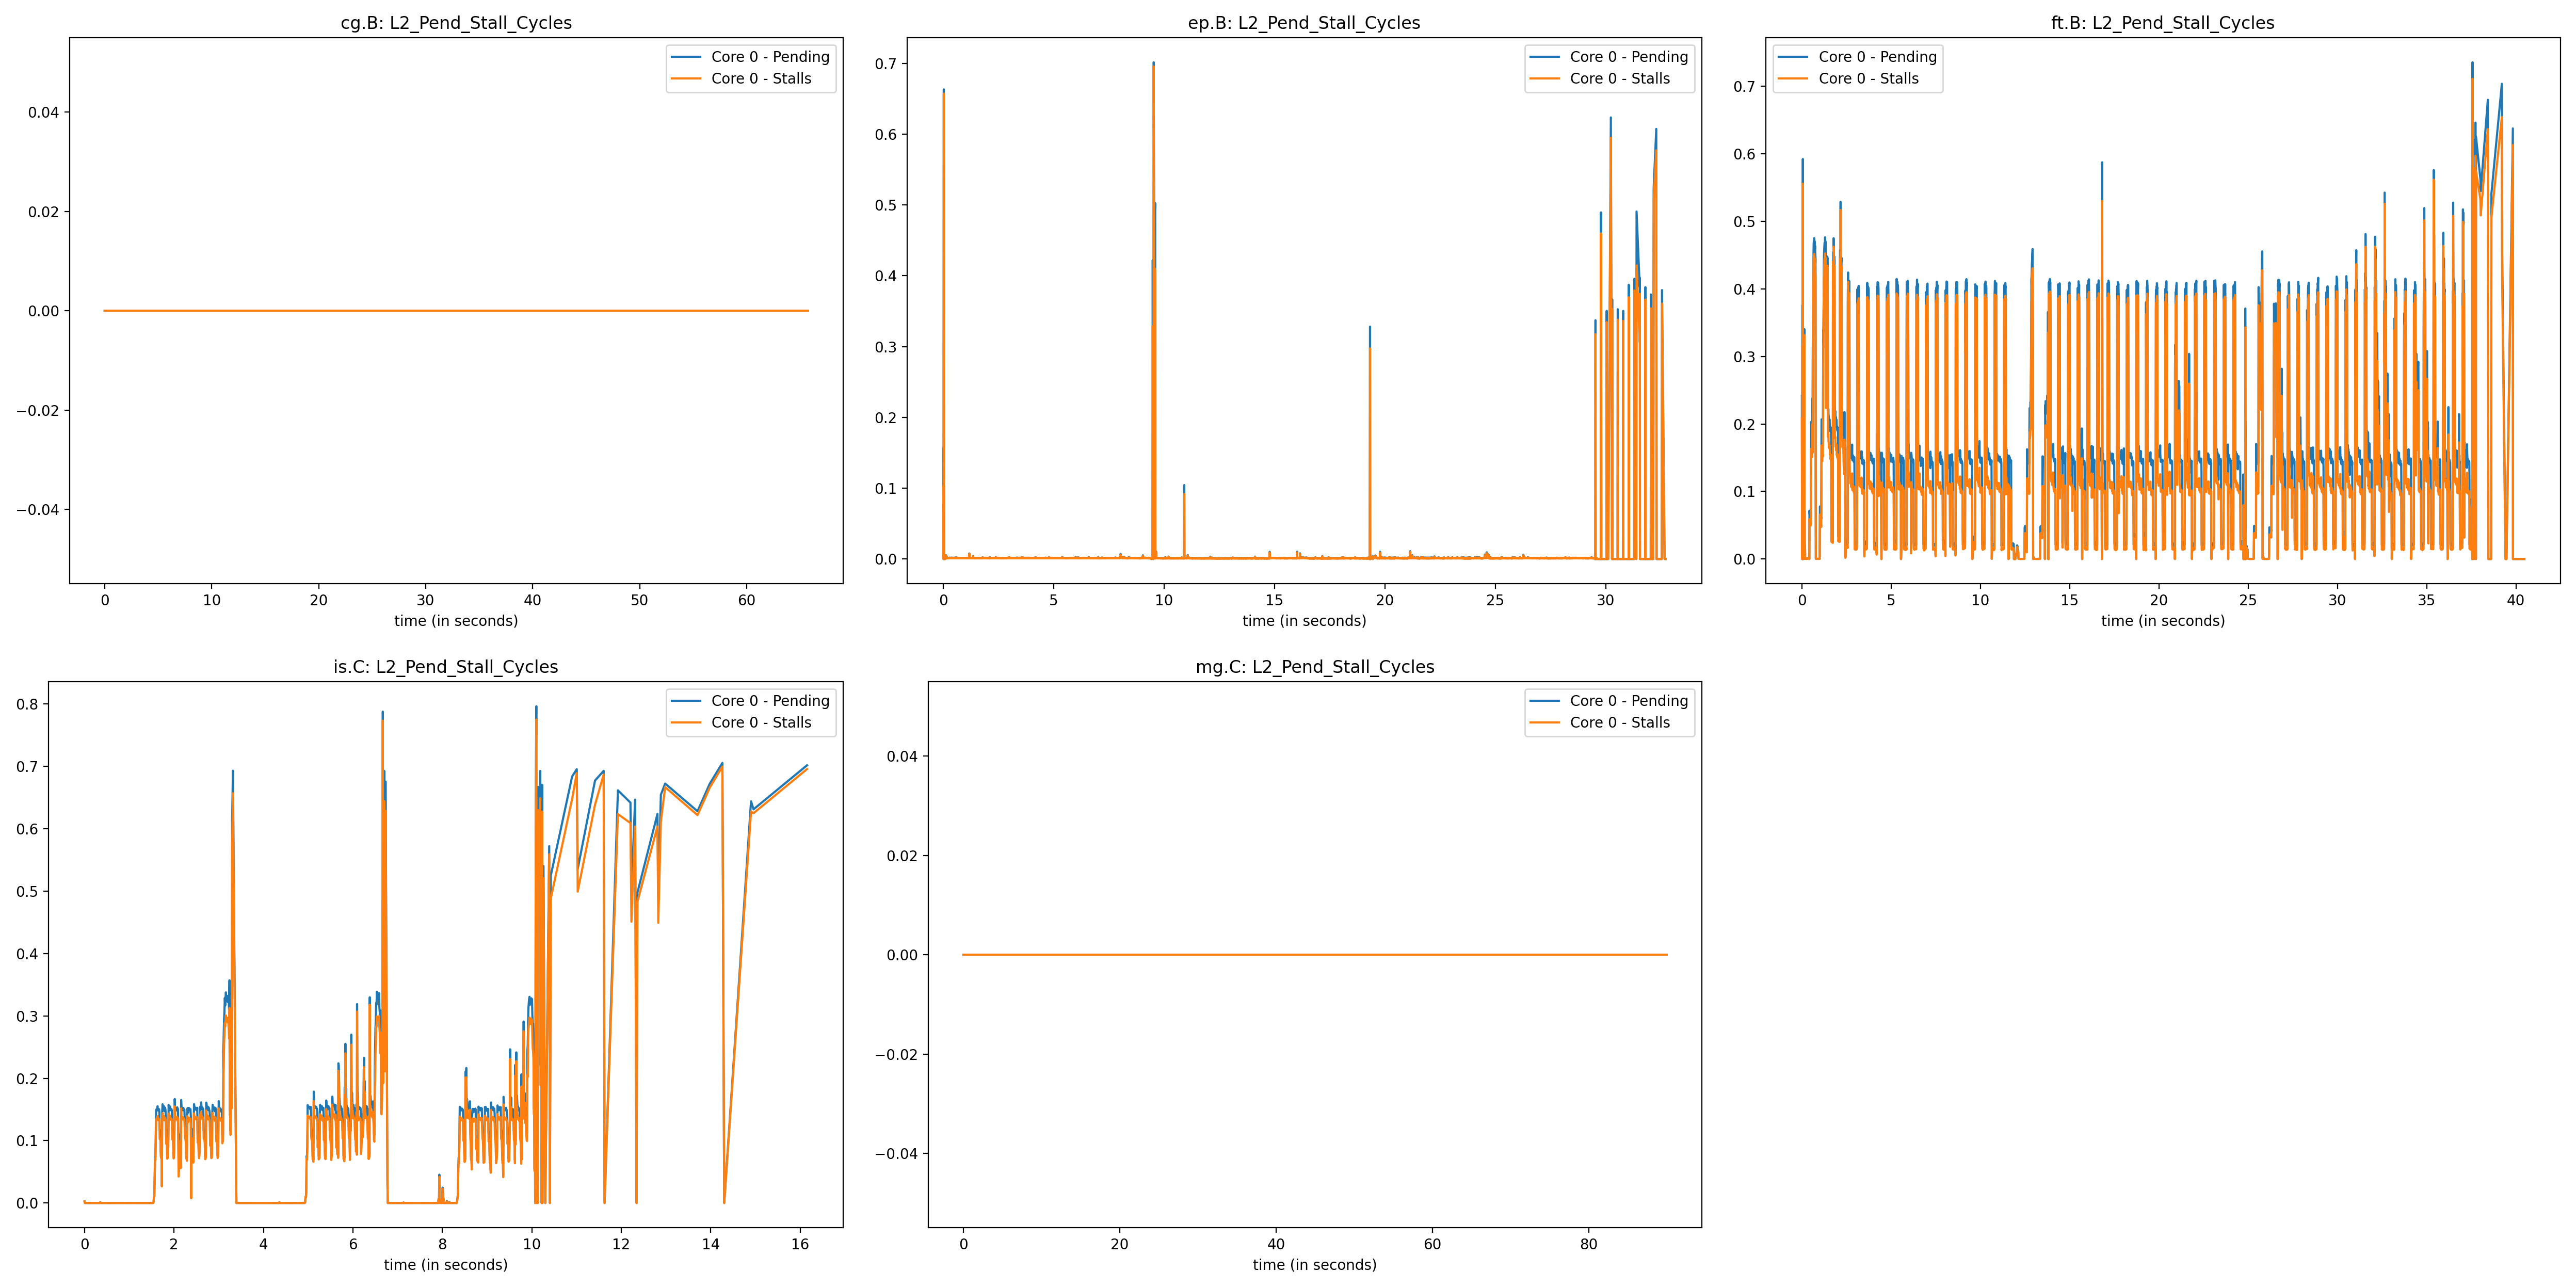 cg.B: L2_Pend_Stall_Cycles
Core 0 - Pending
Core 0 - Stalls
0.04
0.02
0.00
−0.02
−0.04
0 10 20 30 40 50 60
time (in seconds)
ep.B: L2_Pend_Stall_Cycles
Core 0 - Pending
Core 0 - Stalls
0.7
0.6
0.5
0.4
0.3
0.2
0.1
0.0
0 5 10 15 20 25 30
time (in seconds)
ft.B: L2_Pend_Stall_Cycles
Core 0 - Pending
Core 0 - Stalls
0.7
0.6
0.5
0.4
0.3
0.2
0.1
0.0
0 5 10 15 20 25 30 35 40
time (in seconds)
is.C: L2_Pend_Stall_Cycles
Core 0 - Pending
Core 0 - Stalls
0.8
0.7
0.6
0.5
0.4
0.3
0.2
0.1
0.0
0 2 4 6 8 10 12 14 16
time (in seconds)
mg.C: L2_Pend_Stall_Cycles
Core 0 - Pending
Core 0 - Stalls
0.04
0.02
0.00
−0.02
−0.04
0 20 40 60 80
time (in seconds)